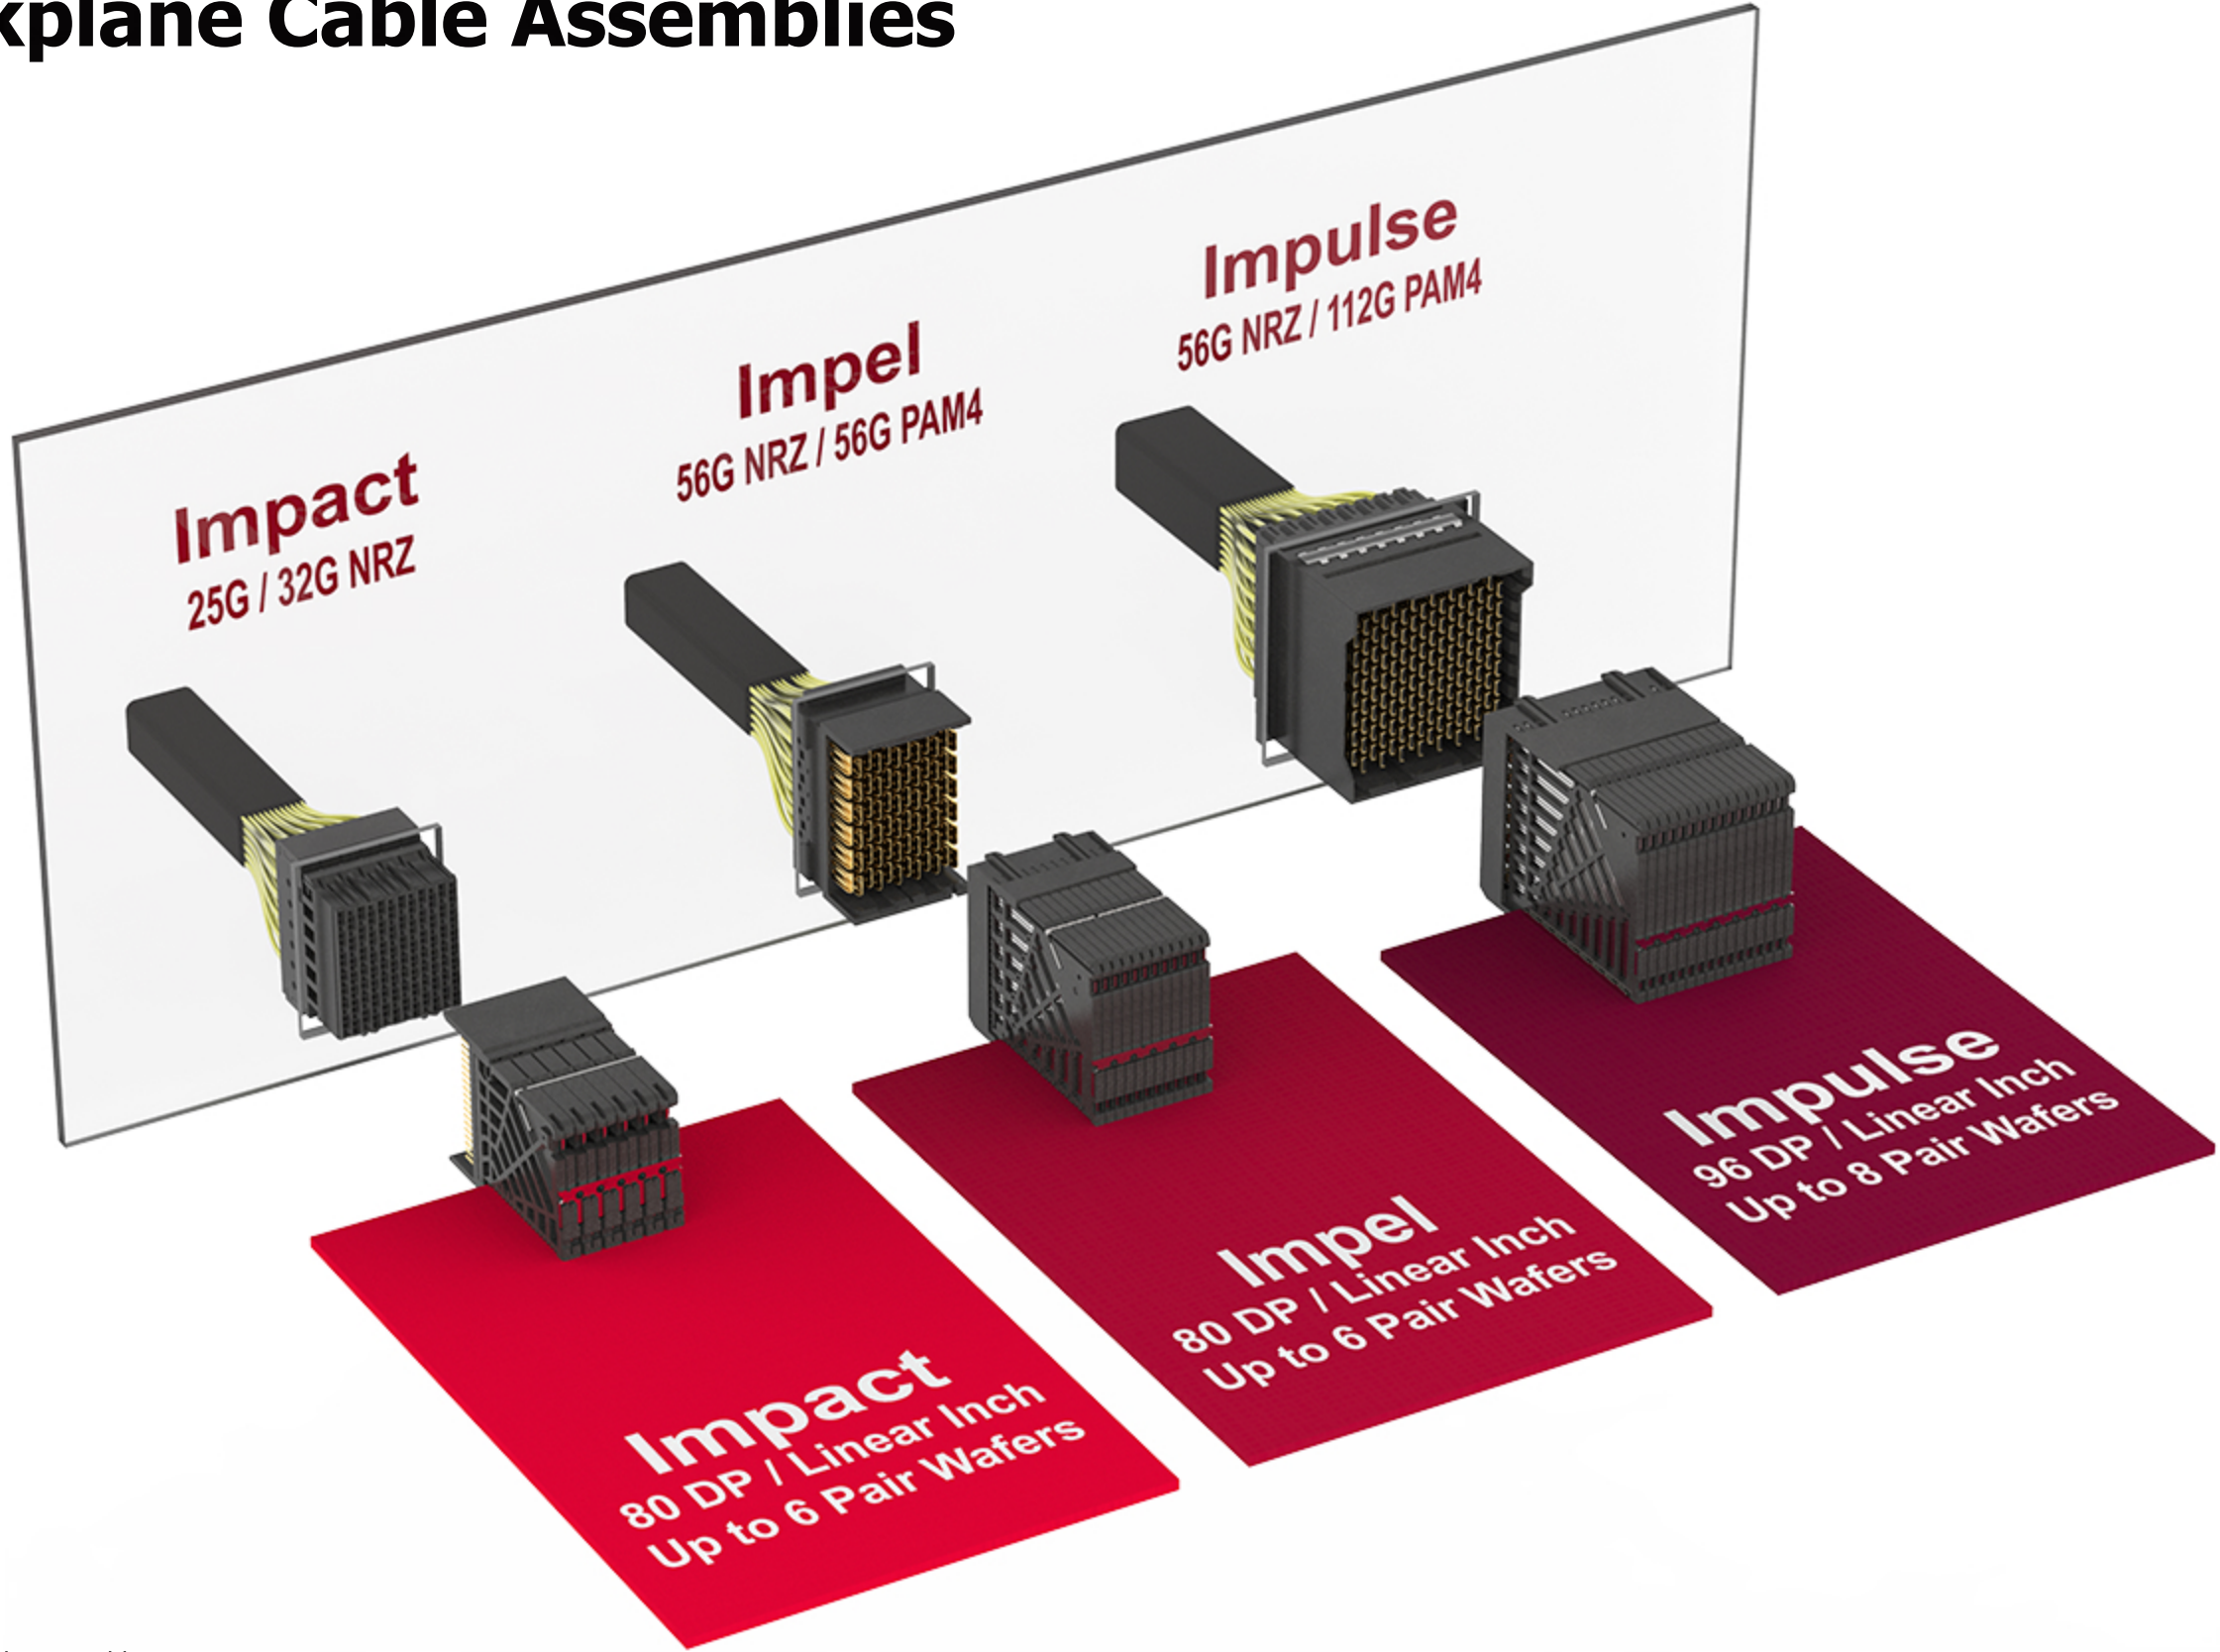 kplane Cable Assemblies
Impact
25G / 32G NRZ
Impel
56G NRZ / 56G PAM4
Impulse
56G NRZ / 112G PAM4
Impulse
96 DP / Linear Inch
Up to 8 Pair Wafers
Impel
80 DP / Linear Inch
Up to 6 Pair Wafers
Impact
80 DP / Linear Inch
Up to 6 Pair Wafers